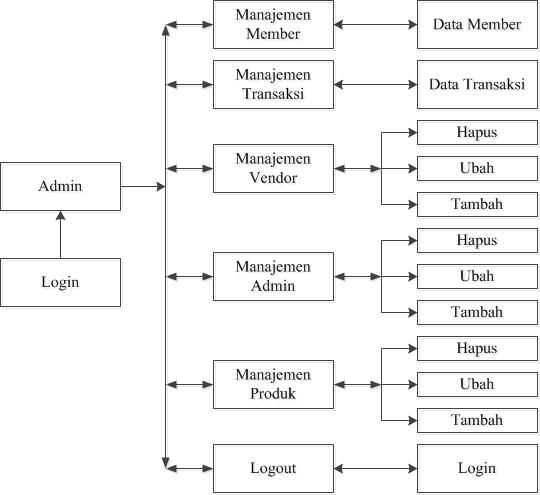 Manajemen
Member
Data Member
Manajemen
Transaksi
Data Transaksi
Hapus
Manajemen
Vendor
Ubah
Tambah
Admin
Login
Hapus
Manajemen
Admin
Ubah
Tambah
Hapus
Manajemen
Produk
Ubah
Tambah
Logout
Login